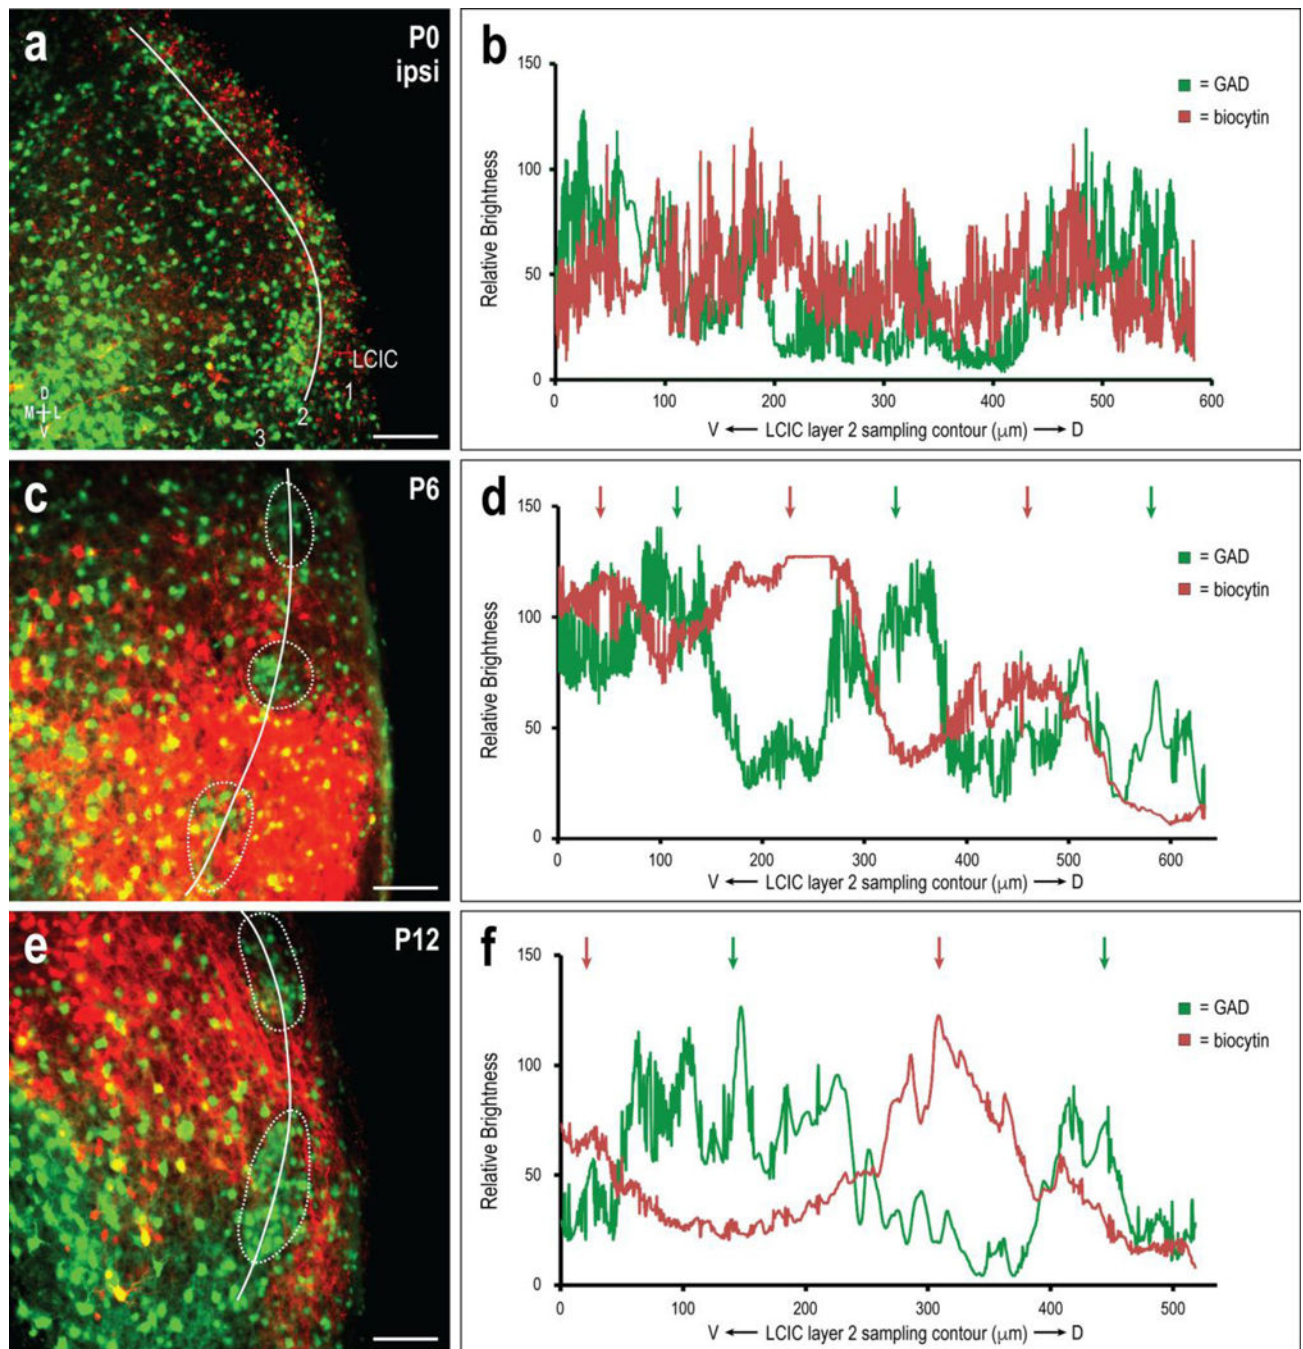 a
P0
ipsi
D
M L
V
LCIC
1
2
3
b
150
100
50
0
0 100 200 300 400 500 600
Relative Brightness
= GAD
= biocytin
V ← LCIC layer 2 sampling contour (μm) → D
c
P6
d
150
100
50
0
0 100 200 300 400 500 600
Relative Brightness
= GAD
= biocytin
V ← LCIC layer 2 sampling contour (μm) → D
e
P12
f
150
100
50
0
0 100 200 300 400 500
Relative Brightness
= GAD
= biocytin
V ← LCIC layer 2 sampling contour (μm) → D